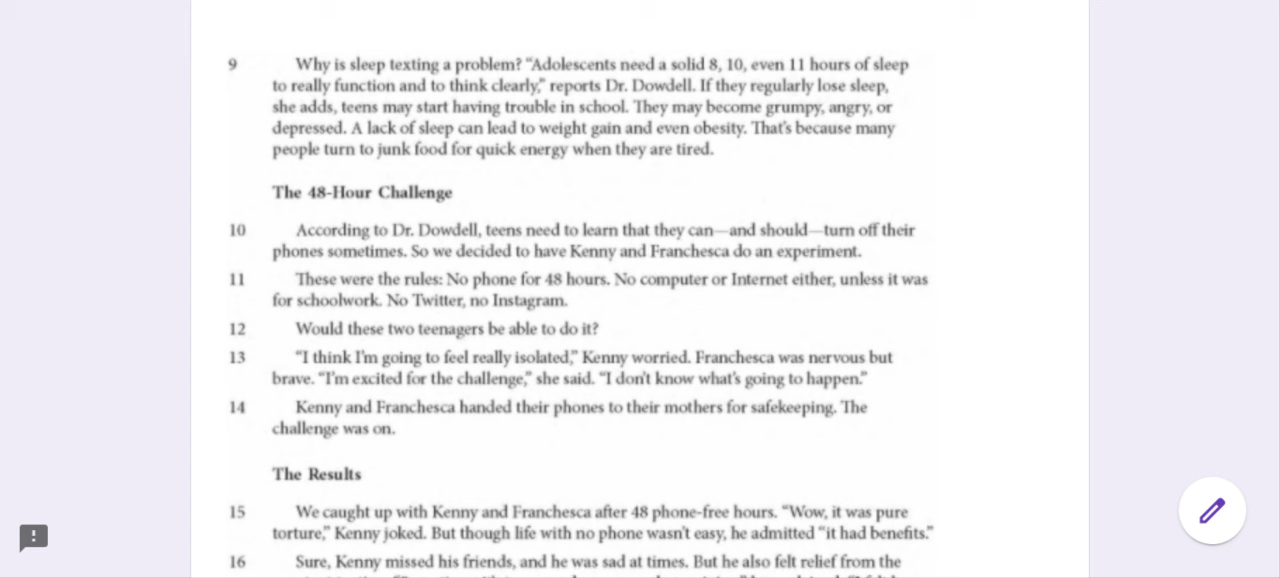 9 Why is sleep texting a problem? “Adolescents need a solid 8, 10, even 11 hours of sleep
to really function and to think clearly,” reports Dr. Dowdell. If they regularly lose sleep,
she adds, teens may start having trouble in school. They may become grumpy, angry, or
depressed. A lack of sleep can lead to weight gain and even obesity. That’s because many
people turn to junk food for quick energy when they are tired.
The 48-Hour Challenge
10 According to Dr. Dowdell, teens need to learn that they can—and should—turn off their
phones sometimes. So we decided to have Kenny and Franchesca do an experiment.
11 These were the rules: No phone for 48 hours. No computer or Internet either, unless it was
for schoolwork. No Twitter, no Instagram.
12 Would these two teenagers be able to do it?
13 “I think I’m going to feel really isolated,” Kenny worried. Franchesca was nervous but
brave. “I’m excited for the challenge,” she said. “I don’t know what’s going to happen.”
14 Kenny and Franchesca handed their phones to their mothers for safekeeping. The
challenge was on.
The Results
15 We caught up with Kenny and Franchesca after 48 phone-free hours. “Wow, it was pure
torture,” Kenny joked. But though life with no phone wasn’t easy, he admitted “it had benefits.”
16 Sure, Kenny missed his friends, and he was sad at times. But he also felt relief from the